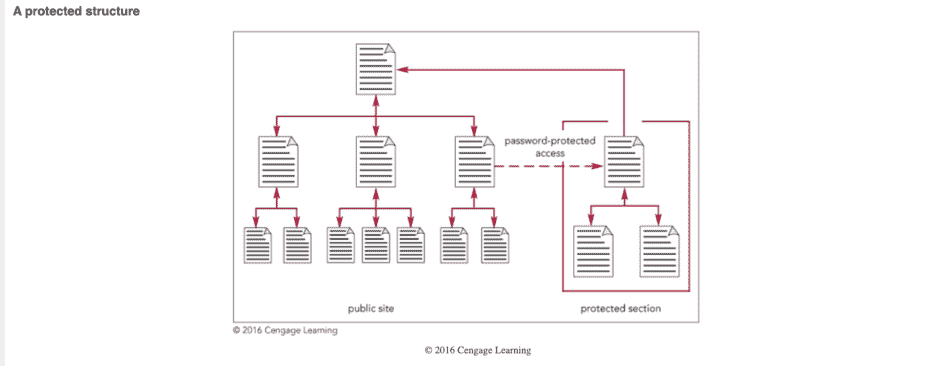 A protected structure
password-protected
access
public site
protected section
© 2016 Cengage Learning
© 2016 Cengage Learning